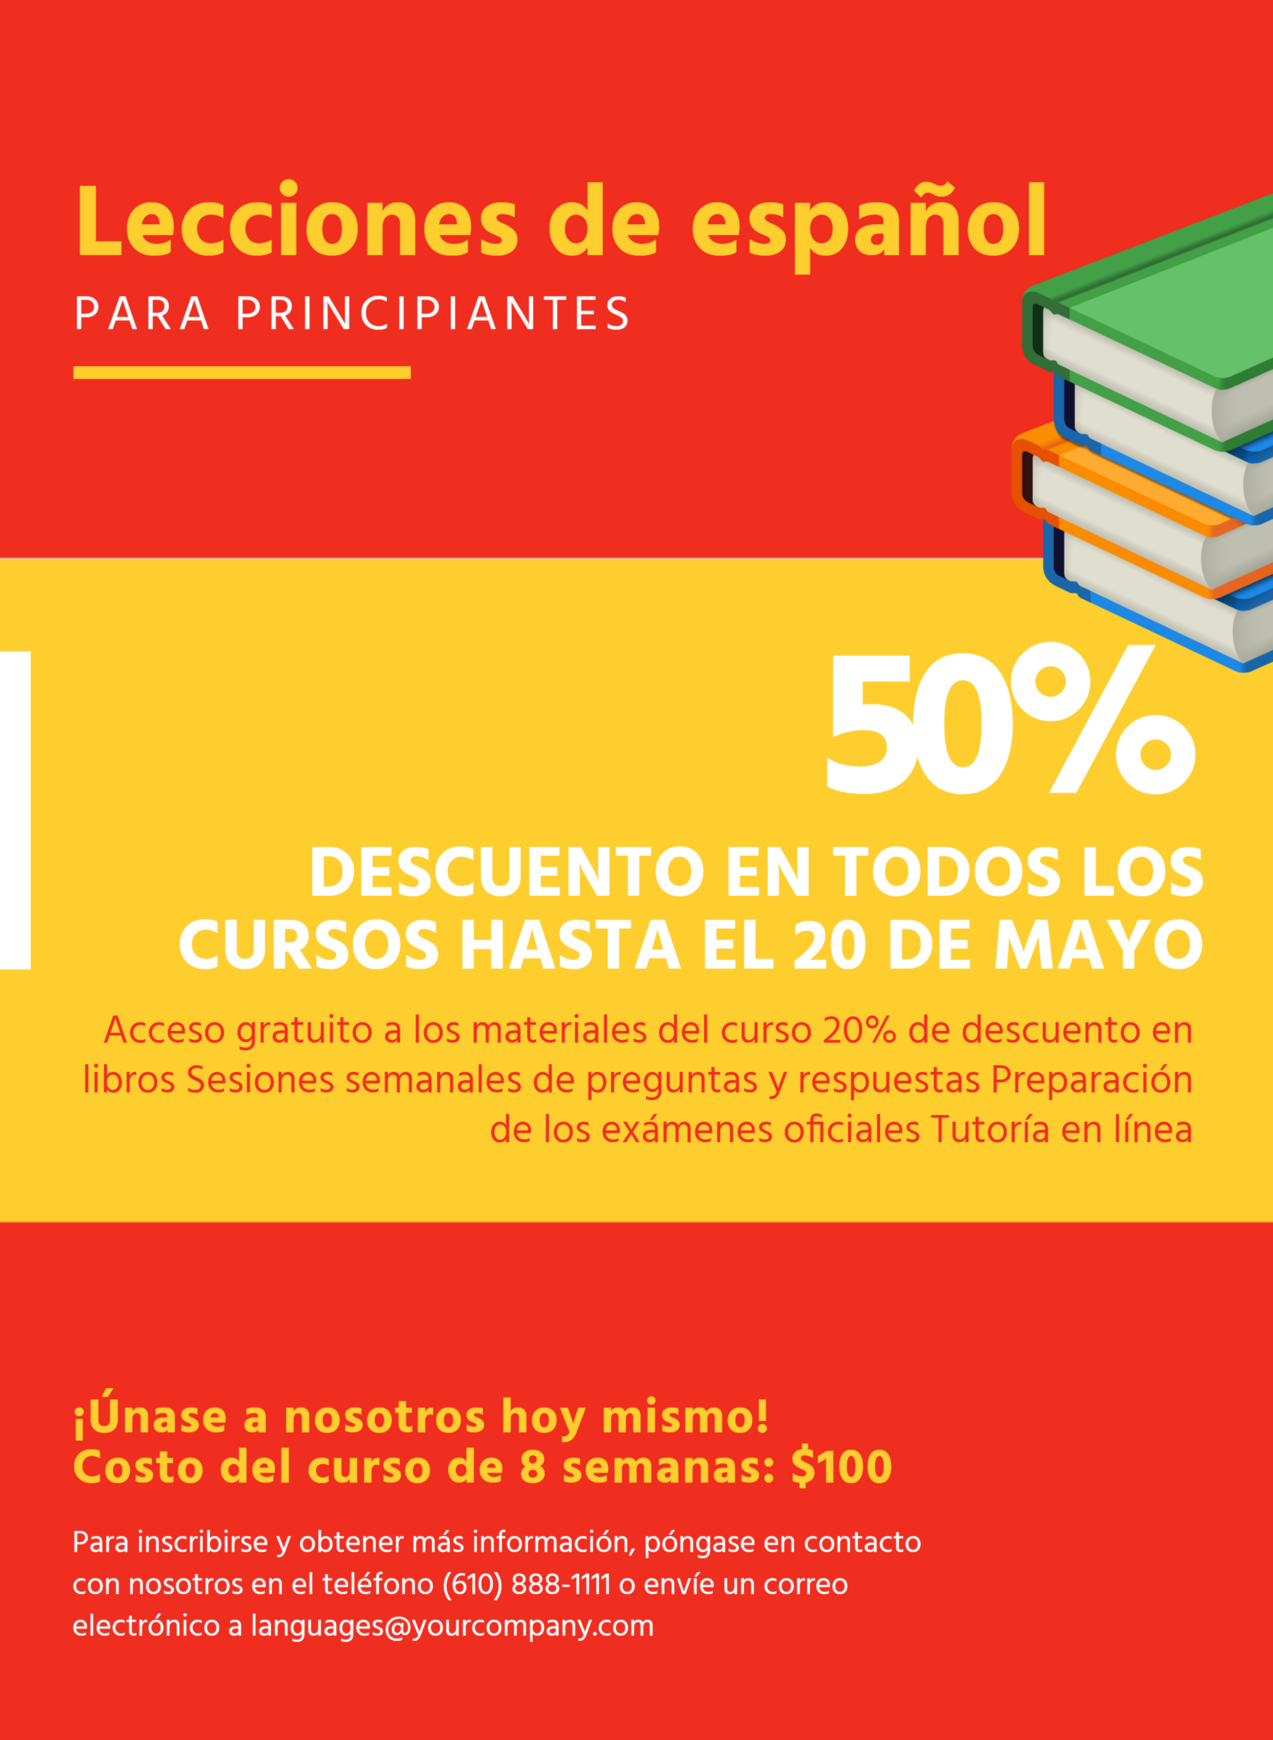 Lecciones de español
PARA PRINCIPIANTES
50%
DESCUENTO EN TODOS LOS
CURSOS HASTA EL 20 DE MAYO
Acceso gratuito a los materiales del curso 20% de descuento en
libros Sesiones semanales de preguntas y respuestas Preparación
de los exámenes oficiales Tutoría en línea
¡Únase a nosotros hoy mismo!
Costo del curso de 8 semanas: $100
Para inscribirse y obtener más información, póngase en contacto
con nosotros en el teléfono (610) 888-1111 o envíe un correo
electrónico a languages@yourcompany.com